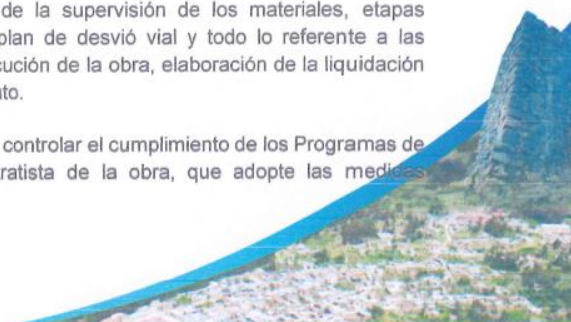 de la supervisión de los materiales, etapas
plan de desvió vial y todo lo referente a las
ución de la obra, elaboración de la liquidación
to.
controlar el cumplimiento de los Programas de
ratista de la obra, que adopte las medidas